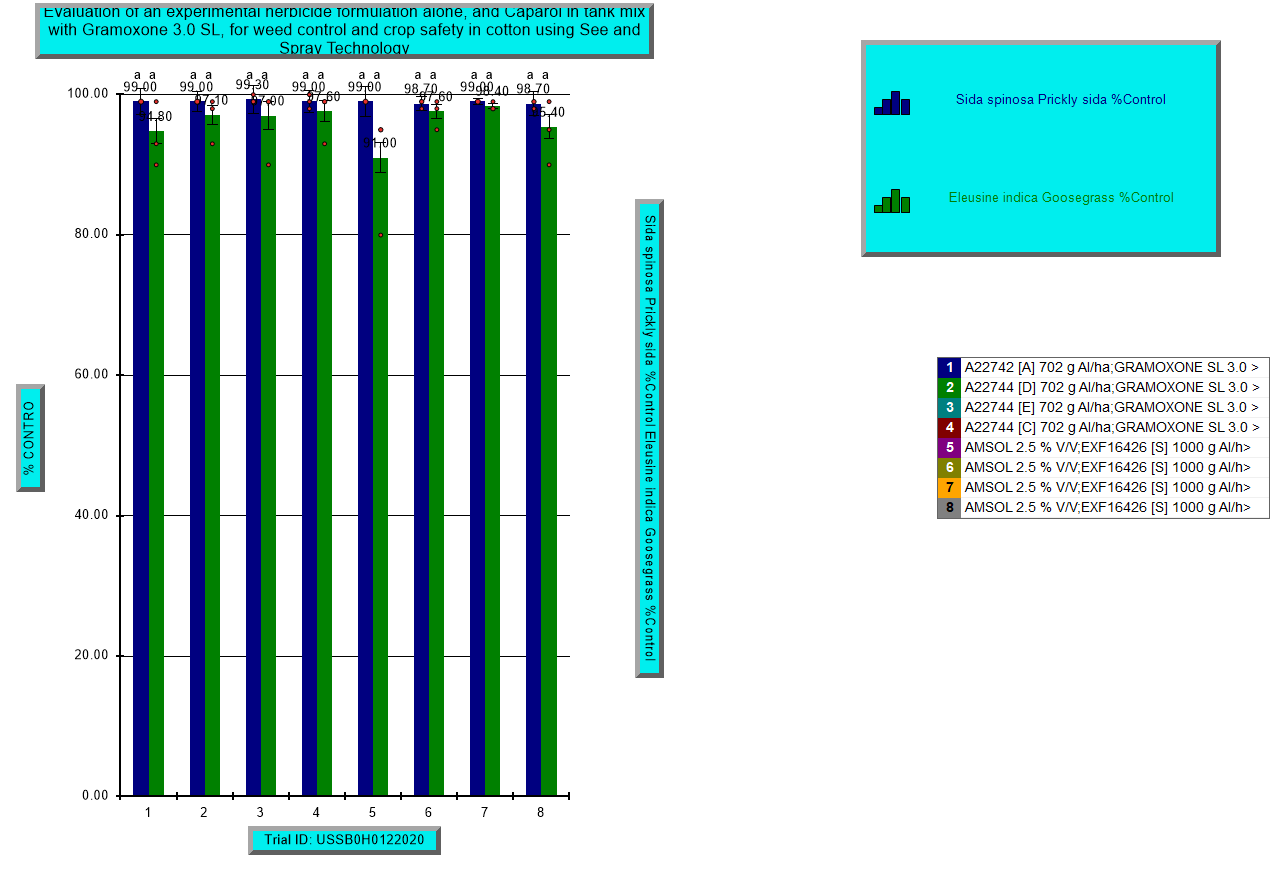 Evaluation of an experimental herbicide formulation alone, and Caparol in tank mix
with Gramoxone 3.0 SL, for weed control and crop safety in cotton using See and
Spray Technology
a a a a a a a a a a a a a a a a
99.00 99.00 99.30 99.00 99.00 98.70 99.00 98.70
94.80 97.10 97.00 97.60 91.00 97.60 98.40 95.40
100.00
80.00
60.00
40.00
20.00
0.00
1 2 3 4 5 6 7 8
% CONTRO
Trial ID: USSB0H0122020
Sida spinosa Prickly sida %Control Eleusine indica Goosegrass %Control
Sida spinosa Prickly sida %Control
Eleusine indica Goosegrass %Control
1 A22742 [A] 702 g AI/ha;GRAMOXONE SL 3.0 >
2 A22744 [D] 702 g AI/ha;GRAMOXONE SL 3.0 >
3 A22744 [E] 702 g AI/ha;GRAMOXONE SL 3.0 >
4 A22744 [C] 702 g AI/ha;GRAMOXONE SL 3.0 >
5 AMSOL 2.5 % V/V;EXF16426 [S] 1000 g AI/h>
6 AMSOL 2.5 % V/V;EXF16426 [S] 1000 g AI/h>
7 AMSOL 2.5 % V/V;EXF16426 [S] 1000 g AI/h>
8 AMSOL 2.5 % V/V;EXF16426 [S] 1000 g AI/h>